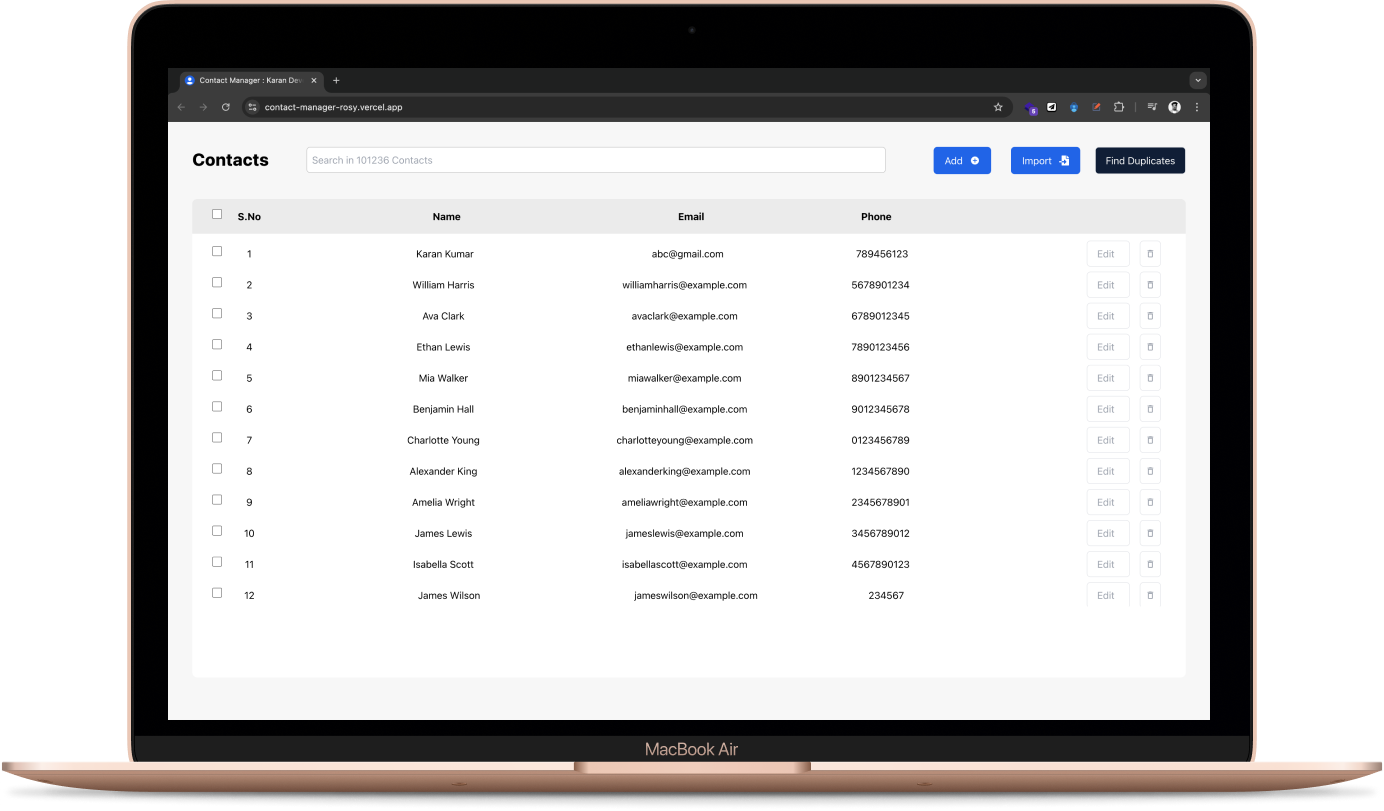 Contact Manager : Karan Dew
contact-manager-rosy.vercel.app
5
Contacts
Search in 101236 Contacts
Add
Import
Find Duplicates
S.No Name Email Phone
1 Karan Kumar abc@gmail.com 789456123 Edit
2 William Harris williamharris@example.com 5678901234 Edit
3 Ava Clark avaclark@example.com 6789012345 Edit
4 Ethan Lewis ethanlewis@example.com 7890123456 Edit
5 Mia Walker miawalker@example.com 8901234567 Edit
6 Benjamin Hall benjaminhall@example.com 9012345678 Edit
7 Charlotte Young charlotteyoung@example.com 0123456789 Edit
8 Alexander King alexanderking@example.com 1234567890 Edit
9 Amelia Wright ameliawright@example.com 2345678901 Edit
10 James Lewis jameslewis@example.com 3456789012 Edit
11 Isabella Scott isabellascott@example.com 4567890123 Edit
12 James Wilson jameswilson@example.com 234567 Edit
MacBook Air